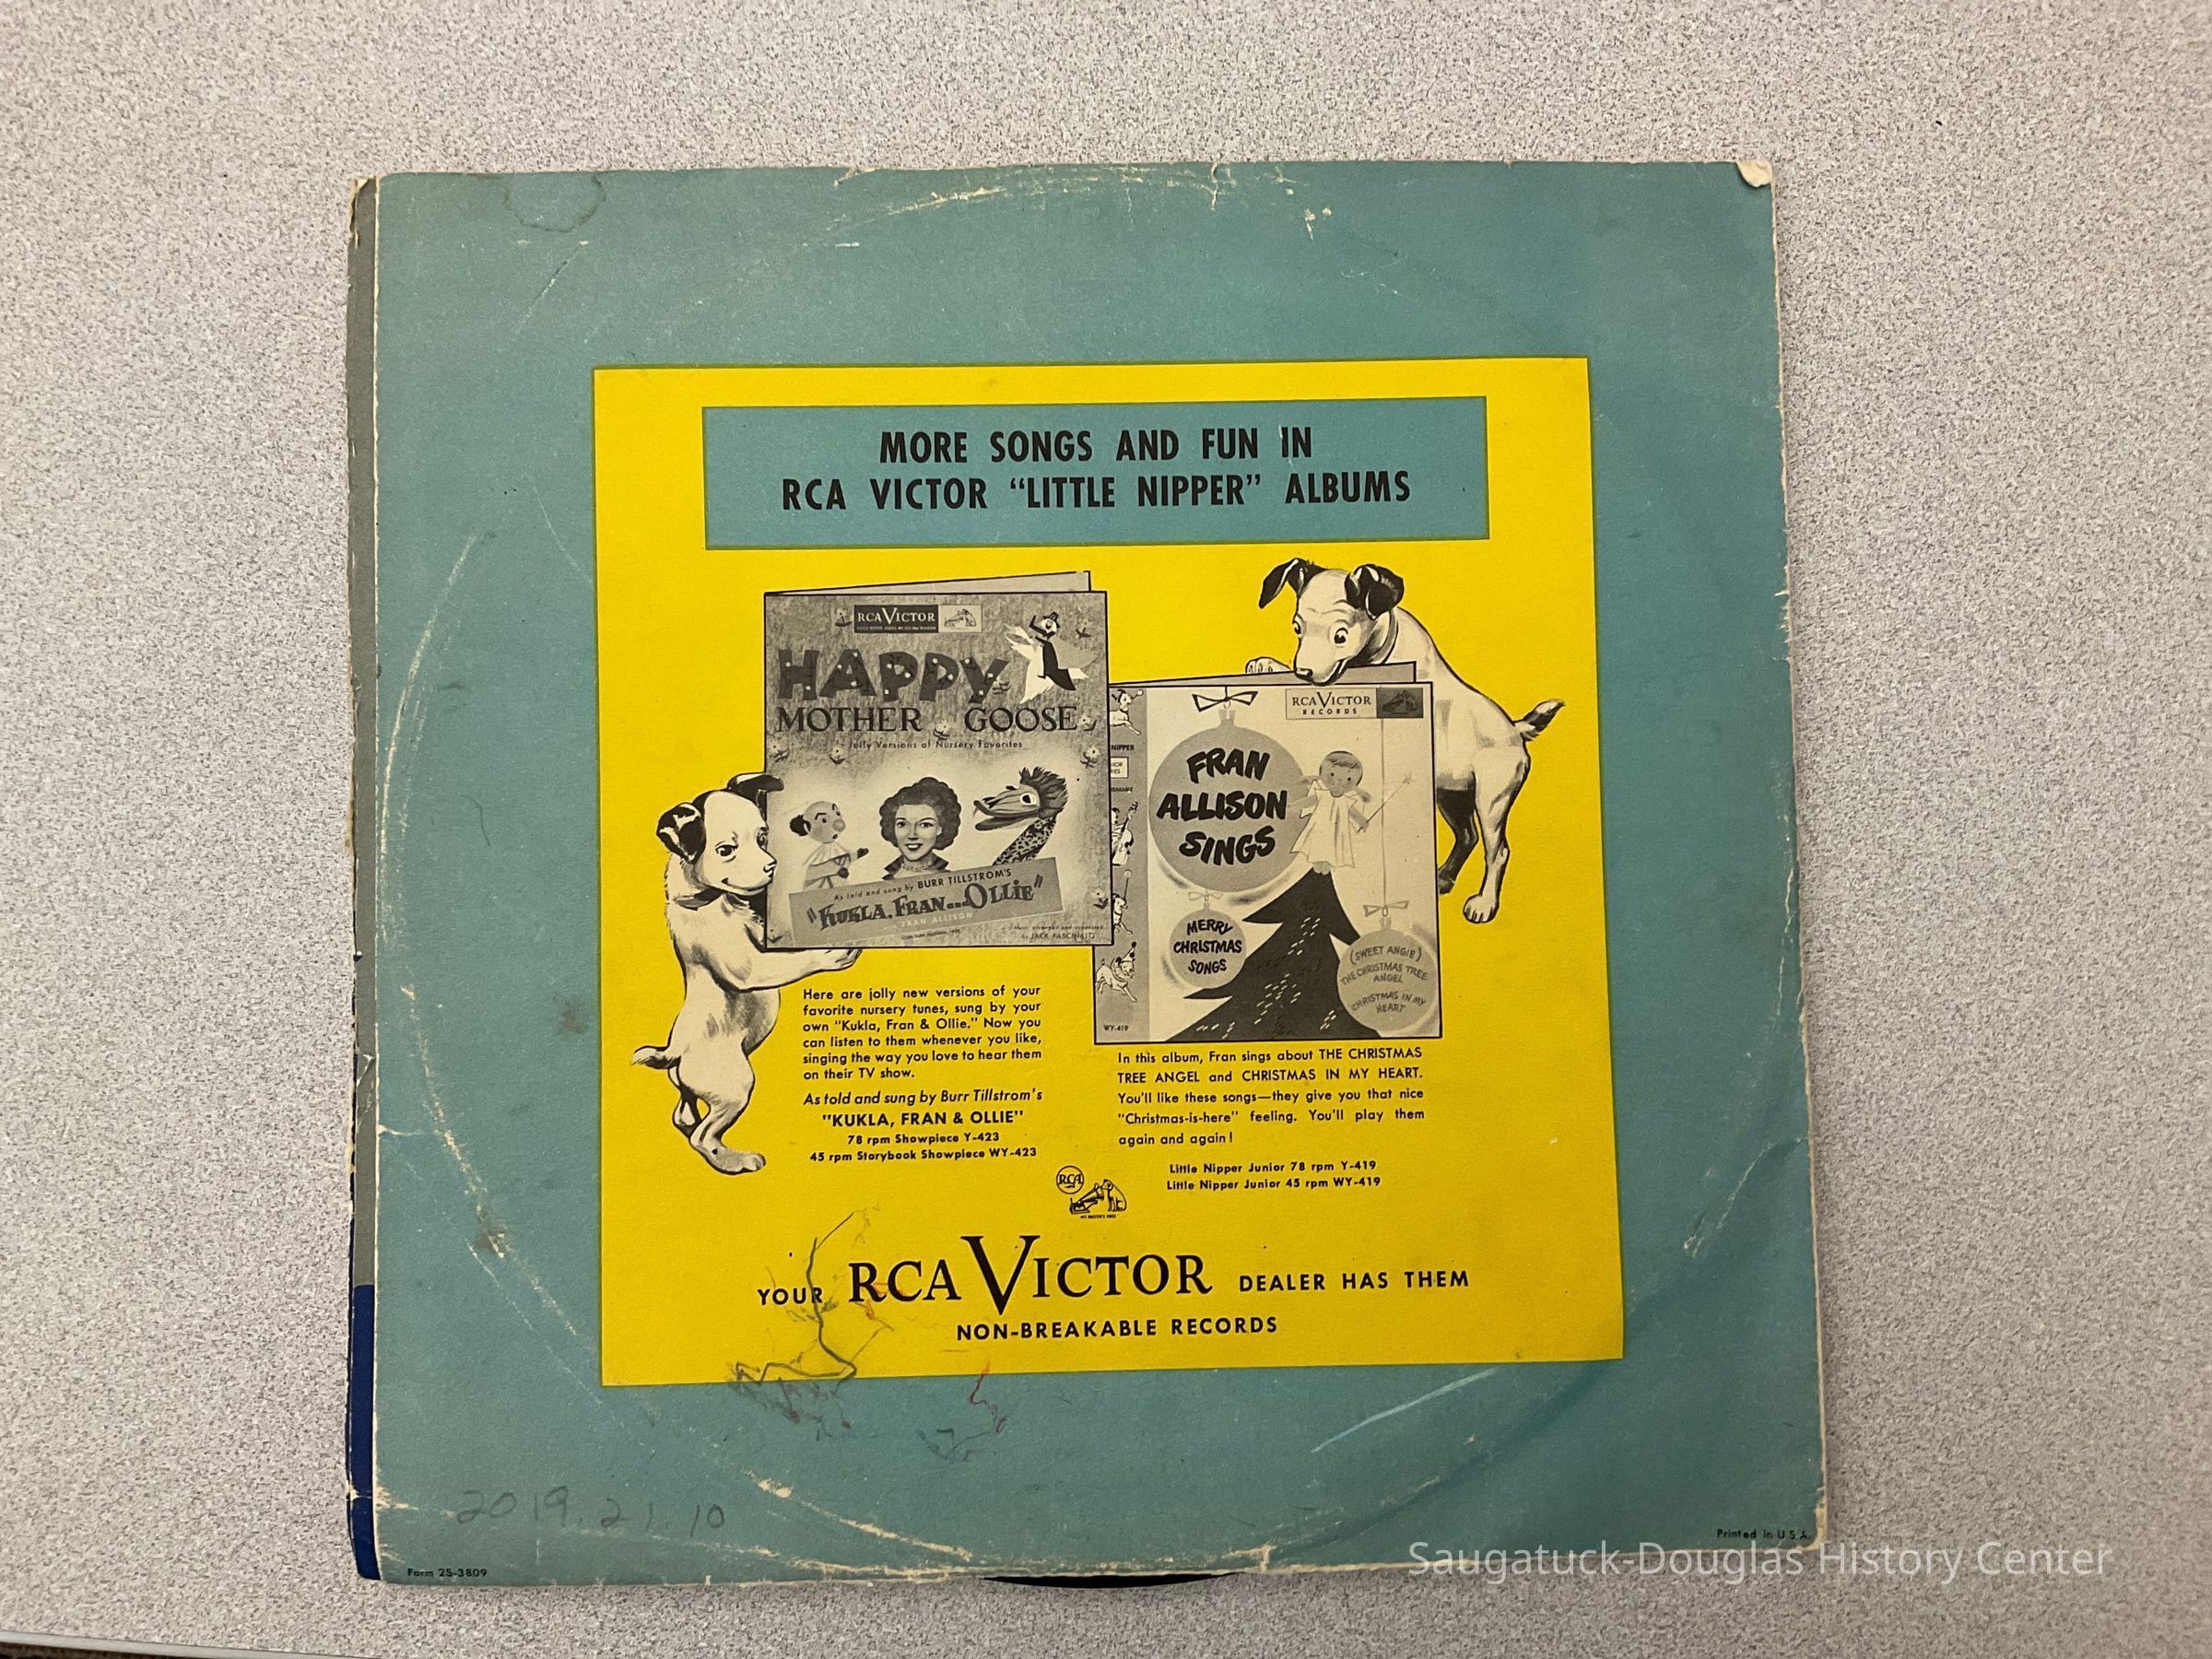 MORE SONGS AND FUN IN
RCA VICTOR “LITTLE NIPPER” ALBUMS
RCA VICTOR
HAPPY
MOTHER GOOSE
Jolly Versions of Nursery Favorites
As told and sung by BURR TILLSTROM'S
"KUKLA, FRAN and OLLIE"
FRAN ALLISON
by JACK FASCINATO
RCA VICTOR
RECORDS
FRAN
ALLISON
SINGS
MERRY
CHRISTMAS
SONGS
(SWEET ANGIE)
THE CHRISTMAS TREE
ANGEL
CHRISTMAS IN MY
HEART
WY-419
Here are jolly new versions of your
favorite nursery tunes, sung by your
own "Kukla, Fran & Ollie." Now you
can listen to them whenever you like,
singing the way you love to hear them
on their TV show.
As told and sung by Burr Tillstrom's
"KUKLA, FRAN & OLLIE"
78 rpm Showpiece Y-423
45 rpm Storybook Showpiece WY-423
In this album, Fran sings about THE CHRISTMAS
TREE ANGEL and CHRISTMAS IN MY HEART.
You'll like these songs—they give you that nice
"Christmas-is-here" feeling. You'll play them
again and again!
Little Nipper Junior 78 rpm Y-419
Little Nipper Junior 45 rpm WY-419
RCA
YOUR RCA VICTOR DEALER HAS THEM
NON-BREAKABLE RECORDS
2019.21.10
Form 2S-3809
Printed in U.S.A.
Saugatuck-Douglas History Center